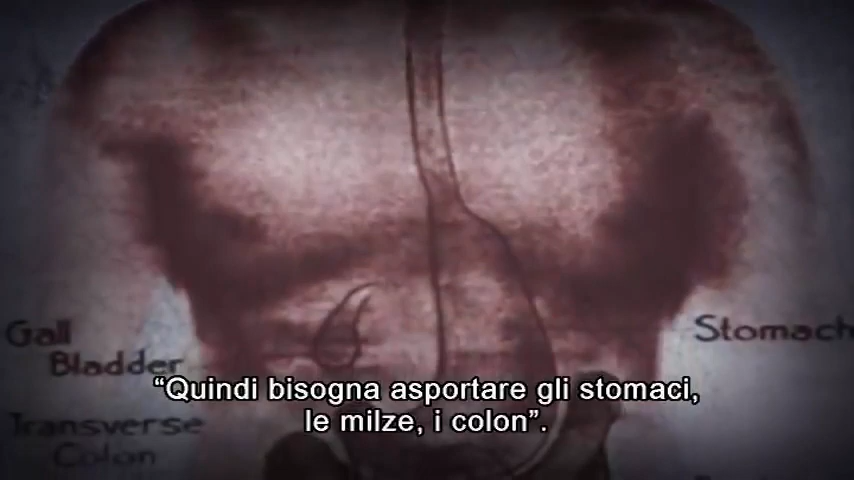 Gall
Bladder
Stomach
Transverse
Colon
“Quindi bisogna asportare gli stomaci,
le milze, i colon”.